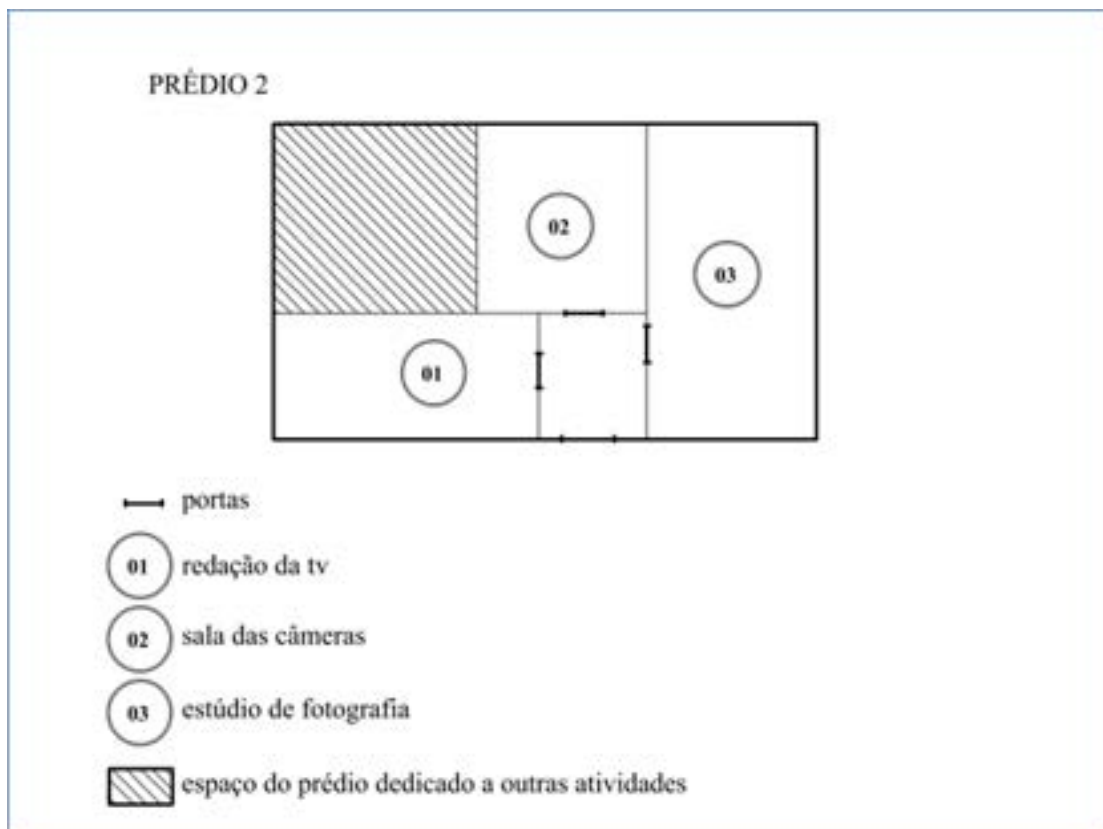 PRÉDIO 2
02
03
01
portas
01 redação da tv
02 sala das câmeras
03 estúdio de fotografia
espaço do prédio dedicado a outras atividades